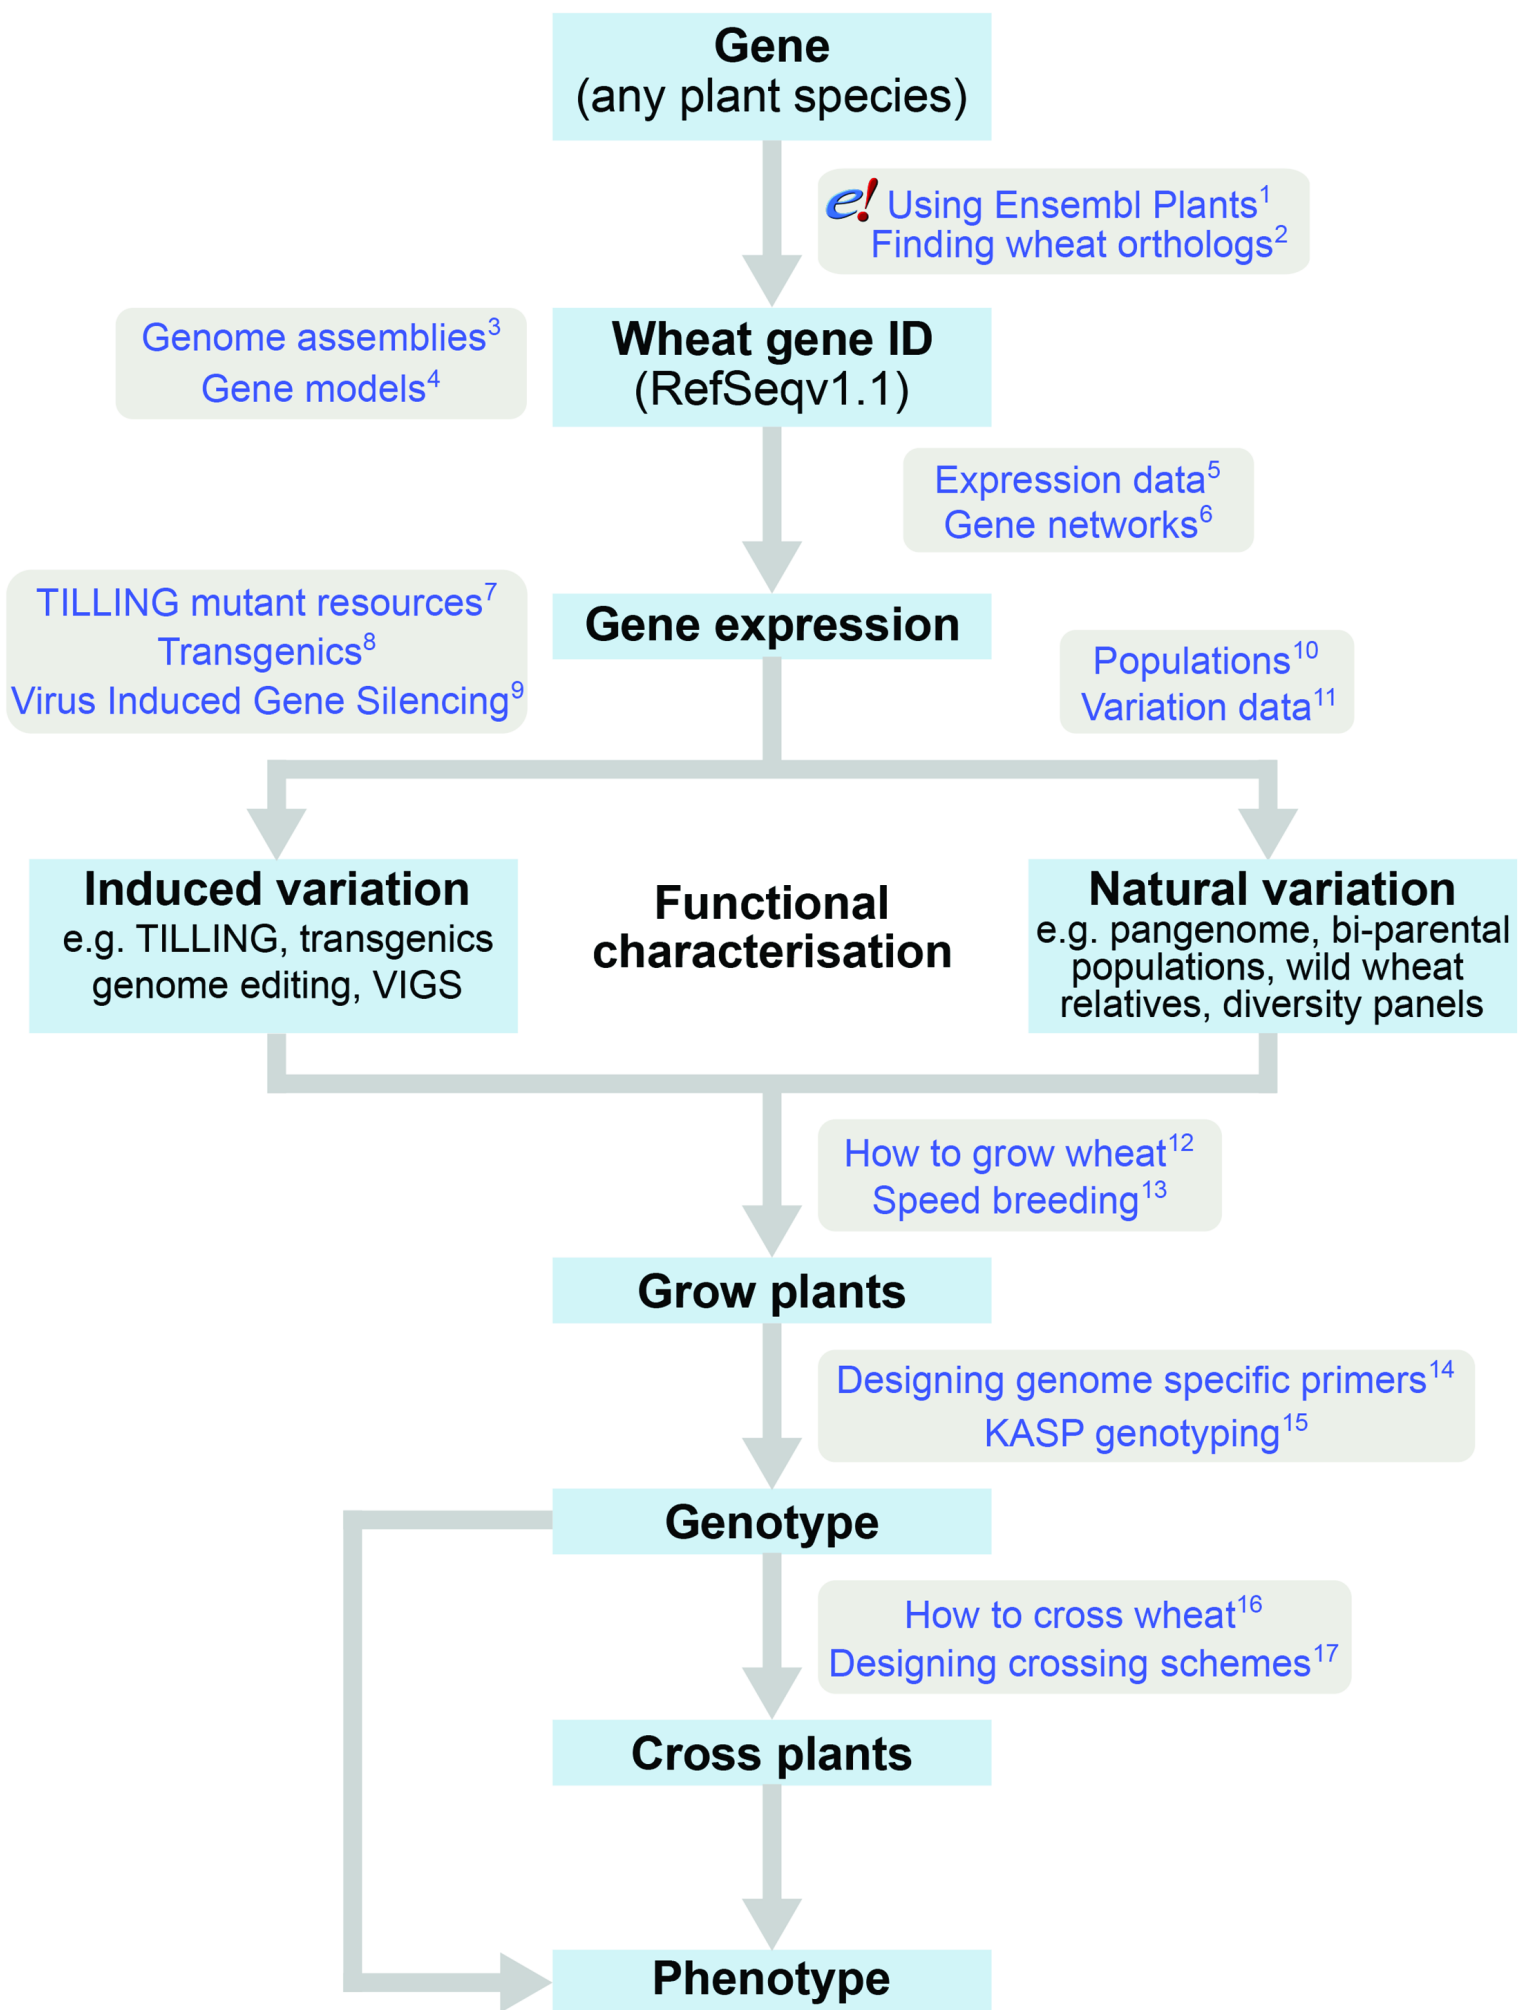 Gene
(any plant species)
e! Using Ensembl Plants¹
Finding wheat orthologs²
Genome assemblies³
Gene models⁴
Wheat gene ID
(RefSeqv1.1)
Expression data⁵
Gene networks⁶
TILLING mutant resources⁷
Transgenics⁸
Virus Induced Gene Silencing⁹
Gene expression
Populations¹⁰
Variation data¹¹
Induced variation
e.g. TILLING, transgenics
genome editing, VIGS
Functional
characterisation
Natural variation
e.g. pangenome, bi-parental
populations, wild wheat
relatives, diversity panels
How to grow wheat¹²
Speed breeding¹³
Grow plants
Designing genome specific primers¹⁴
KASP genotyping¹⁵
Genotype
How to cross wheat¹⁶
Designing crossing schemes¹⁷
Cross plants
Phenotype